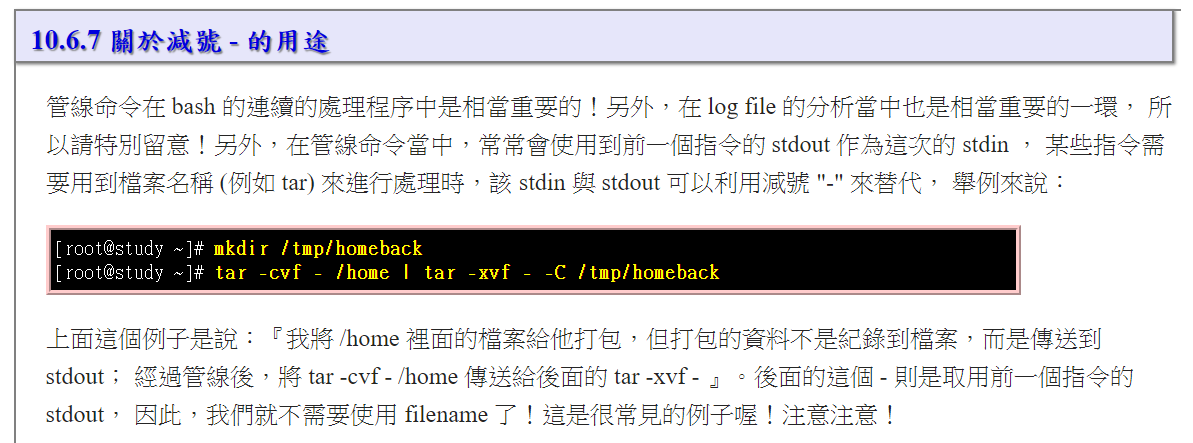 10.6.7 關於減號 - 的用途
管線命令在 bash 的連續的處理程序中是相當重要的！另外，在 log file 的分析當中也是相當重要的一環， 所
以請特別留意！另外，在管線命令當中，常常會使用到前一個指令的 stdout 作為這次的 stdin ， 某些指令需
要用到檔案名稱 (例如 tar) 來進行處理時，該 stdin 與 stdout 可以利用減號 "-" 來替代， 舉例來說：
[root@study ~]# mkdir /tmp/homeback
[root@study ~]# tar -cvf - /home | tar -xvf - -C /tmp/homeback
上面這個例子是說：『我將 /home 裡面的檔案給他打包，但打包的資料不是紀錄到檔案，而是傳送到
stdout； 經過管線後，將 tar -cvf - /home 傳送給後面的 tar -xvf - 』。後面的這個 - 則是取用前一個指令的
stdout， 因此，我們就不需要使用 filename 了！這是很常見的例子喔！注意注意！